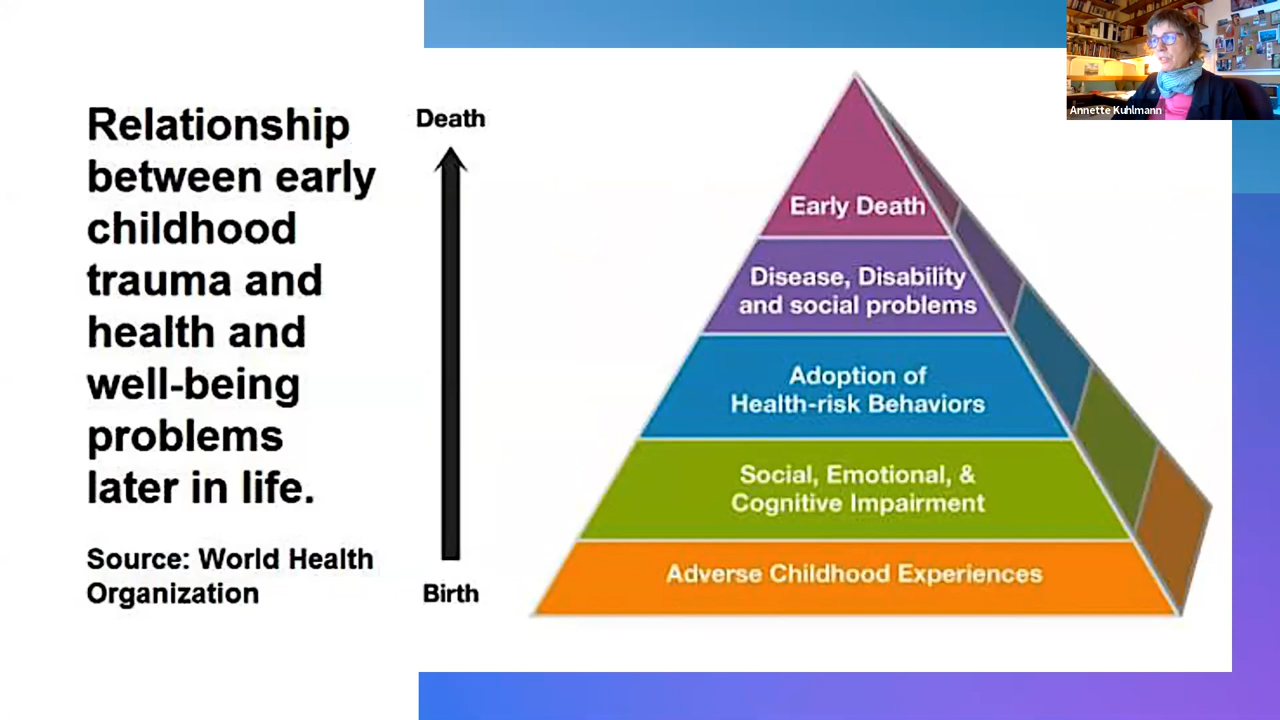 Relationship
between early
childhood
trauma and
health and
well-being
problems
later in life.
Source: World Health
Organization
Death
Birth
Early Death
Disease, Disability
and social problems
Adoption of
Health-risk Behaviors
Social, Emotional, &
Cognitive Impairment
Adverse Childhood Experiences
Annette Kuhlmann